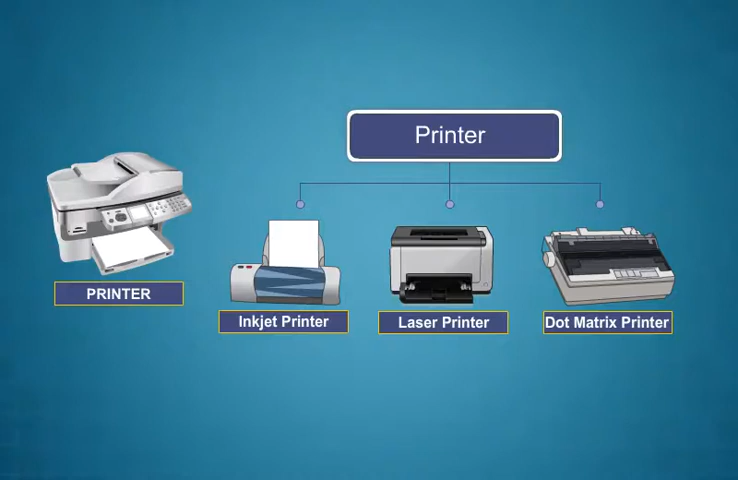 Printer
PRINTER
Inkjet Printer
Laser Printer
Dot Matrix Printer